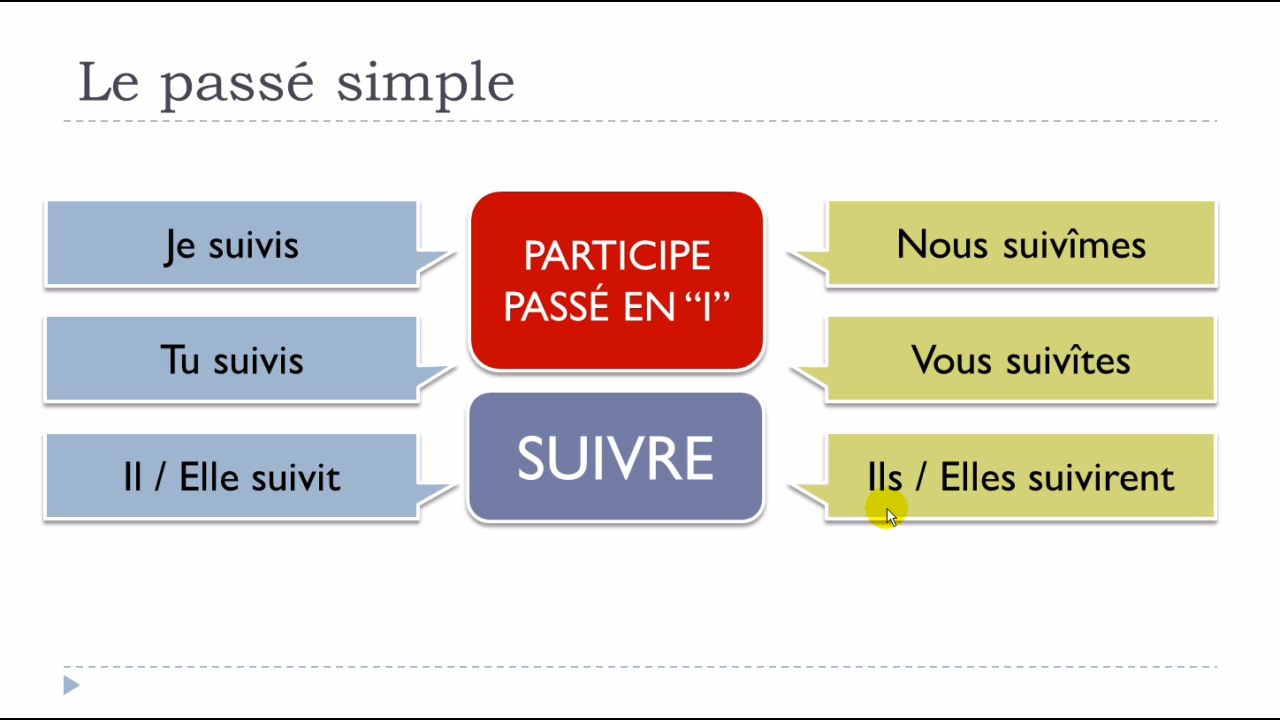 Le passé simple
Je suivis
Tu suivis
Il / Elle suivit
PARTICIPE
PASSÉ EN “I”
SUIVRE
Nous suivîmes
Vous suivîtes
Ils / Elles suivirent